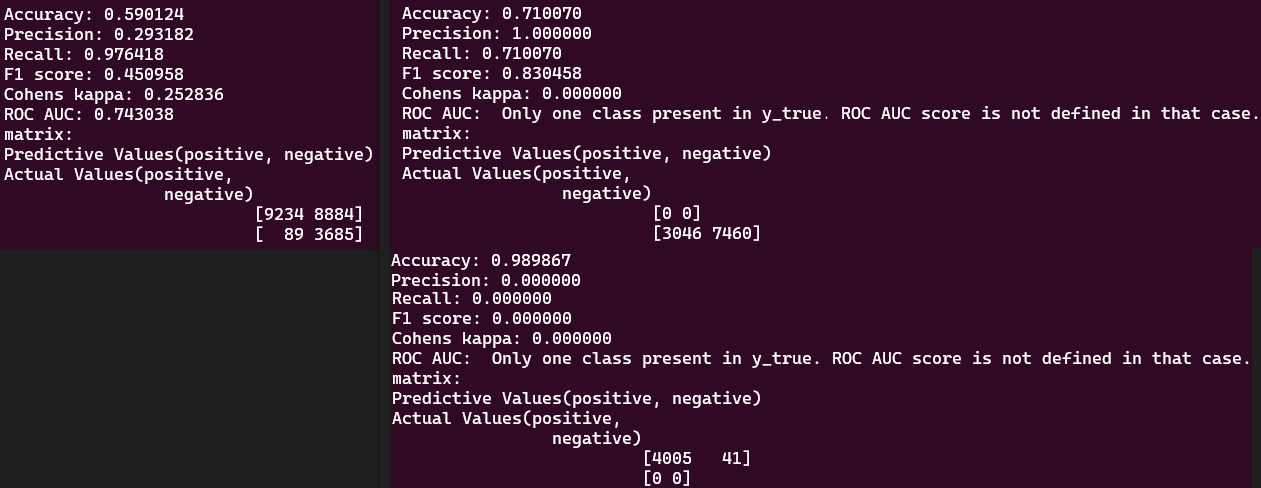 Accuracy: 0.590124
Precision: 0.293182
Recall: 0.976418
F1 score: 0.450958
Cohens kappa: 0.252836
ROC AUC: 0.743038
matrix:
Predictive Values(positive, negative)
Actual Values(positive,
negative)
[9234 8884]
[  89 3685]
Accuracy: 0.710070
Precision: 1.000000
Recall: 0.710070
F1 score: 0.830458
Cohens kappa: 0.000000
ROC AUC:  Only one class present in y_true. ROC AUC score is not defined in that case.
matrix:
Predictive Values(positive, negative)
Actual Values(positive,
negative)
[0 0]
[3046 7460]
Accuracy: 0.989867
Precision: 0.000000
Recall: 0.000000
F1 score: 0.000000
Cohens kappa: 0.000000
ROC AUC:  Only one class present in y_true. ROC AUC score is not defined in that case.
matrix:
Predictive Values(positive, negative)
Actual Values(positive,
negative)
[4005   41]
[0 0]